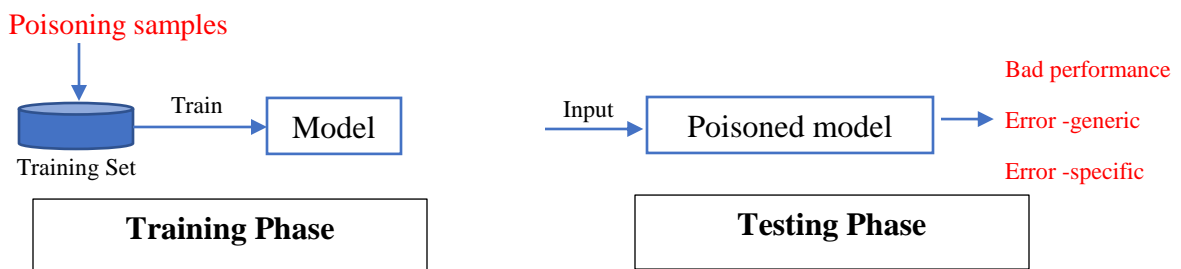 Poisoning samples
Train
Model
Training Set
Training Phase
Input
Poisoned model
Bad performance
Error -generic
Error -specific
Testing Phase